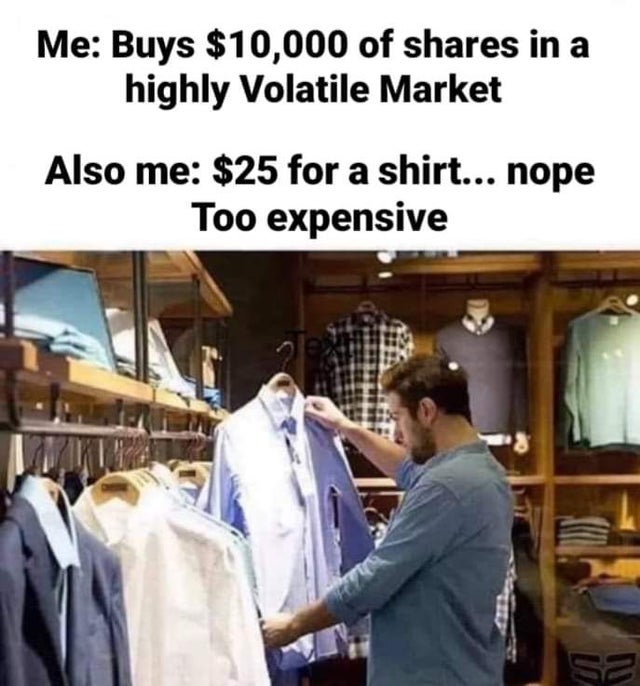 Me: Buys $10,000 of shares in a
highly Volatile Market
Also me: $25 for a shirt... nope
Too expensive